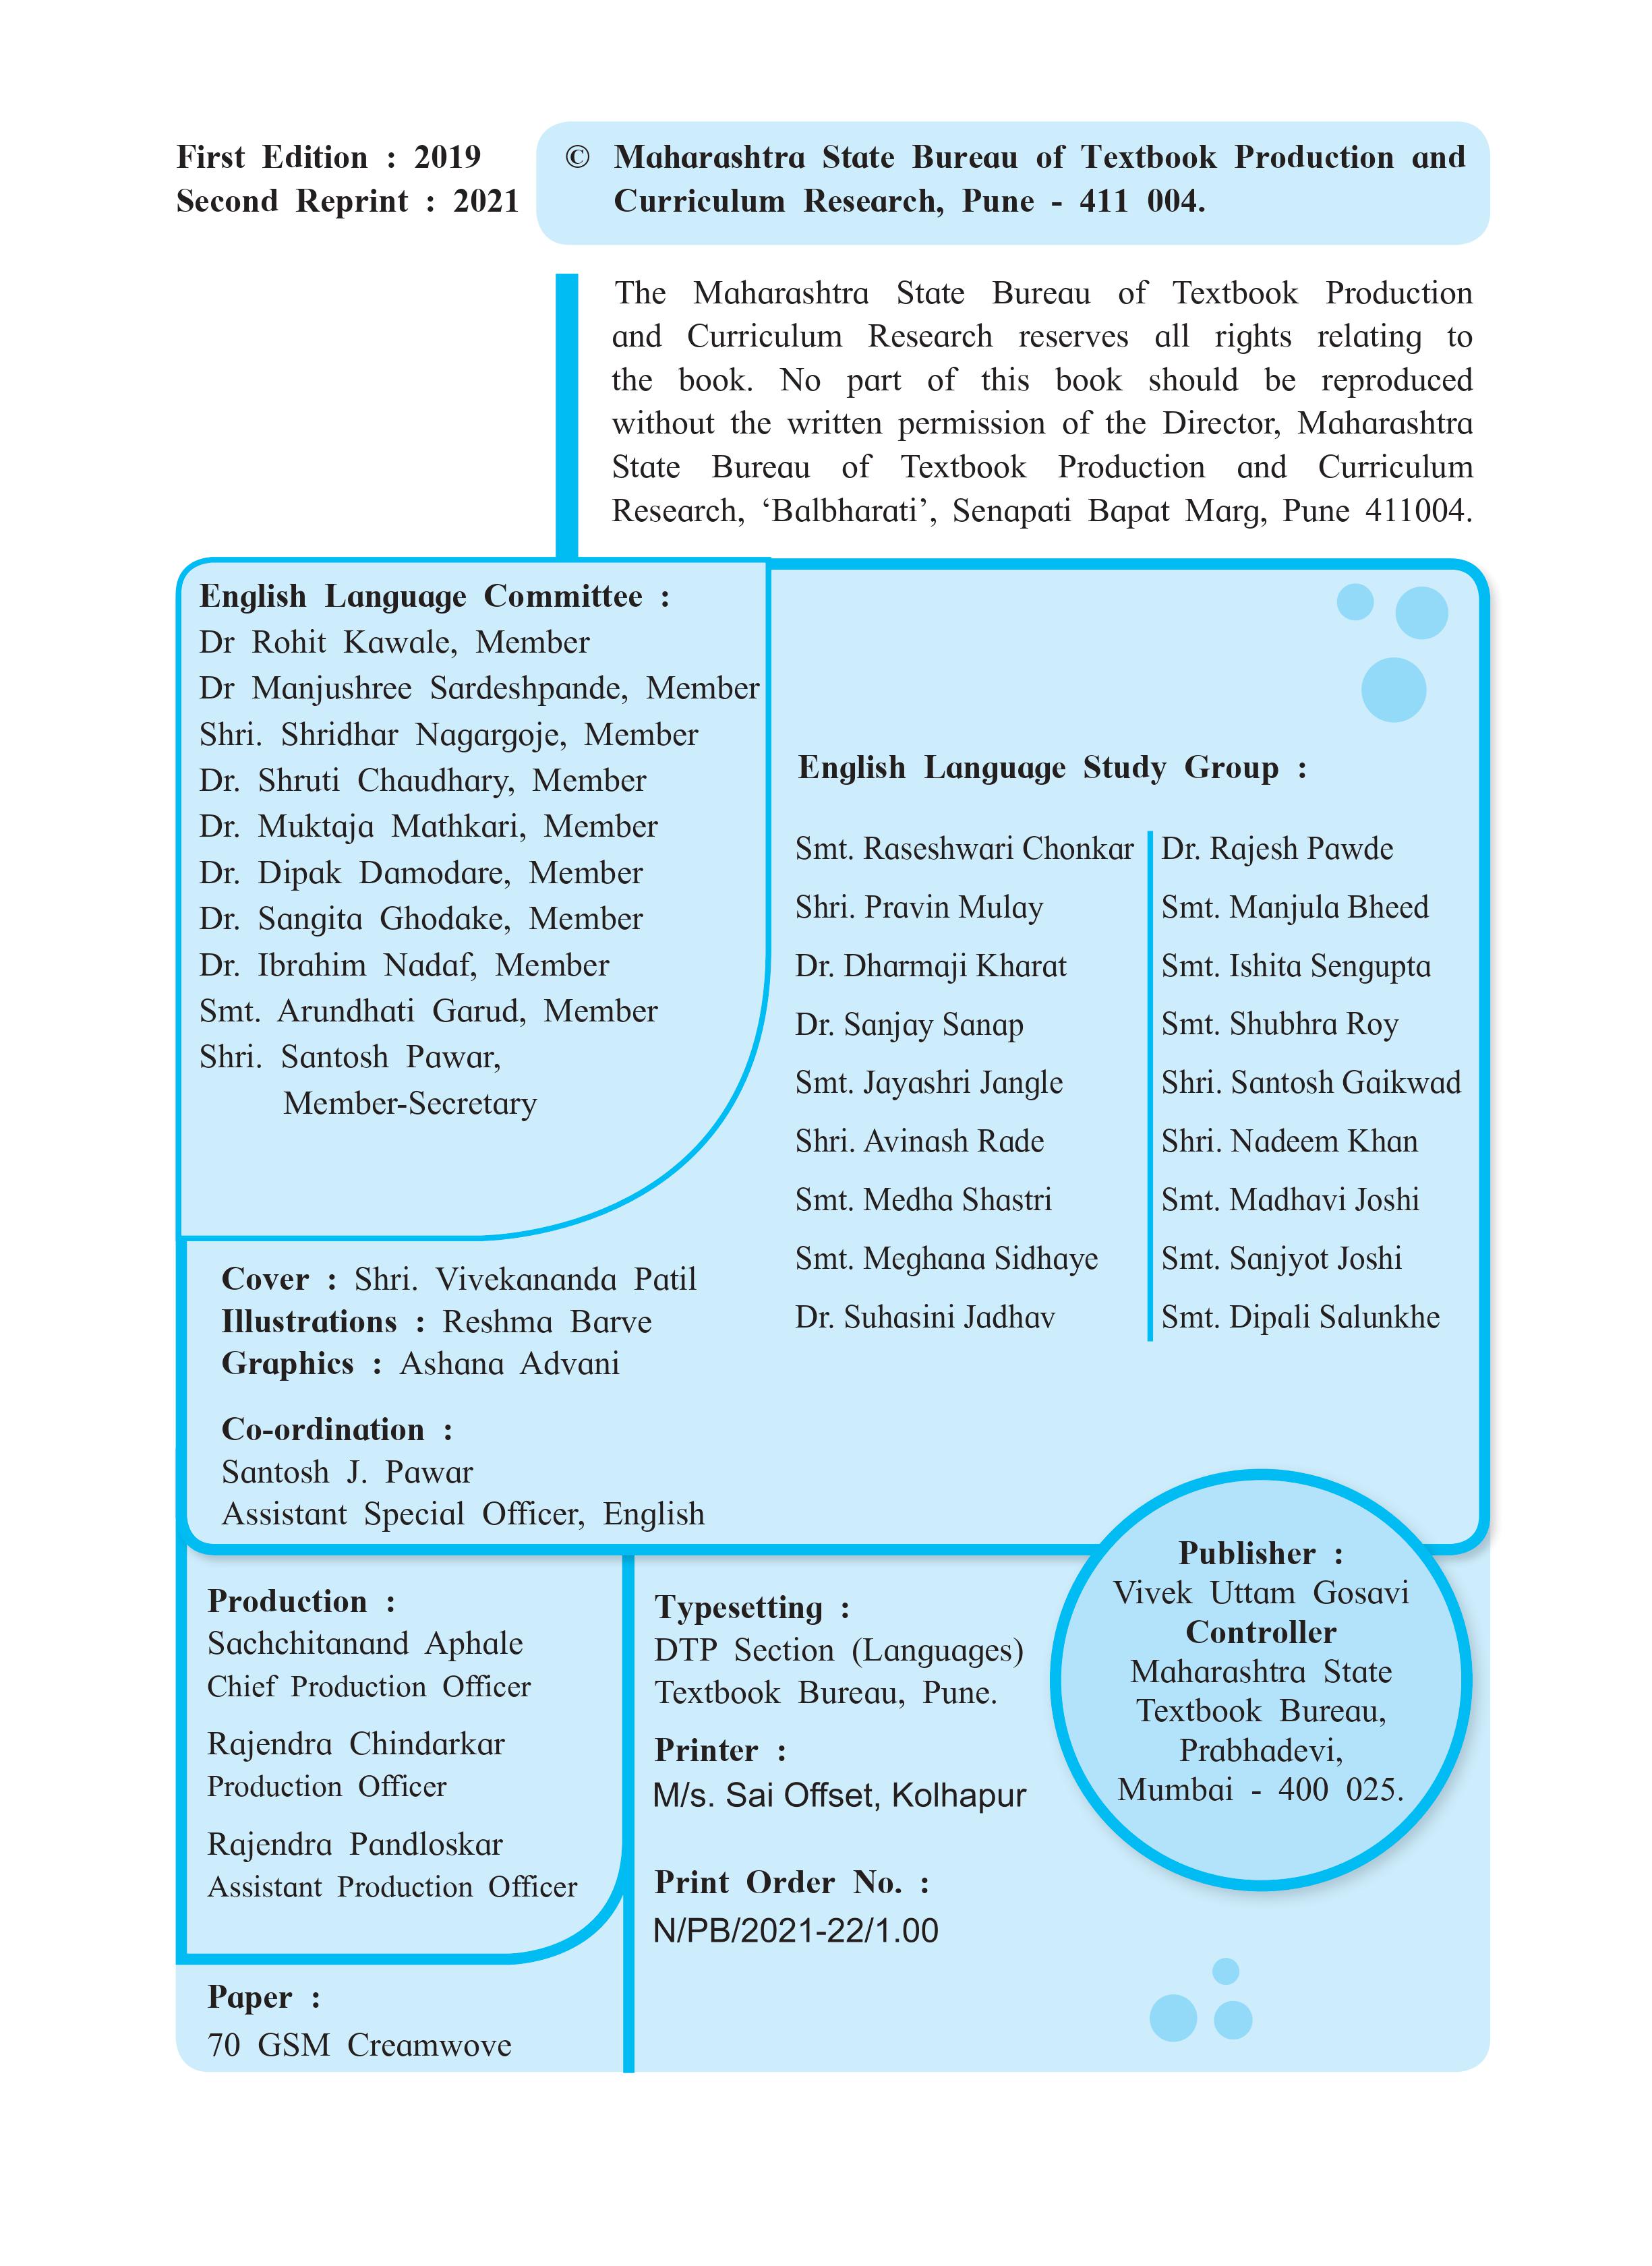 First Edition : 2019
Second Reprint : 2021
© Maharashtra State Bureau of Textbook Production and
Curriculum Research, Pune - 411 004.
The Maharashtra State Bureau of Textbook Production
and Curriculum Research reserves all rights relating to
the book. No part of this book should be reproduced
without the written permission of the Director, Maharashtra
State Bureau of Textbook Production and Curriculum
Research, ‘Balbharati’, Senapati Bapat Marg, Pune 411004.
English Language Committee :
Dr Rohit Kawale, Member
Dr Manjushree Sardeshpande, Member
Shri. Shridhar Nagargoje, Member
Dr. Shruti Chaudhary, Member
Dr. Muktaja Mathkari, Member
Dr. Dipak Damodare, Member
Dr. Sangita Ghodake, Member
Dr. Ibrahim Nadaf, Member
Smt. Arundhati Garud, Member
Shri. Santosh Pawar,
Member-Secretary
English Language Study Group :
Smt. Raseshwari Chonkar
Shri. Pravin Mulay
Dr. Dharmaji Kharat
Dr. Sanjay Sanap
Smt. Jayashri Jangle
Shri. Avinash Rade
Smt. Medha Shastri
Smt. Meghana Sidhaye
Dr. Suhasini Jadhav
Dr. Rajesh Pawde
Smt. Manjula Bheed
Smt. Ishita Sengupta
Smt. Shubhra Roy
Shri. Santosh Gaikwad
Shri. Nadeem Khan
Smt. Madhavi Joshi
Smt. Sanjyot Joshi
Smt. Dipali Salunkhe
Cover : Shri. Vivekananda Patil
Illustrations : Reshma Barve
Graphics : Ashana Advani
Co-ordination :
Santosh J. Pawar
Assistant Special Officer, English
Production :
Sachchitanand Aphale
Chief Production Officer
Rajendra Chindarkar
Production Officer
Rajendra Pandloskar
Assistant Production Officer
Paper :
70 GSM Creamwove
Typesetting :
DTP Section (Languages)
Textbook Bureau, Pune.
Printer :
M/s. Sai Offset, Kolhapur
Print Order No. :
N/PB/2021-22/1.00
Publisher :
Vivek Uttam Gosavi
Controller
Maharashtra State
Textbook Bureau,
Prabhadevi,
Mumbai - 400 025.